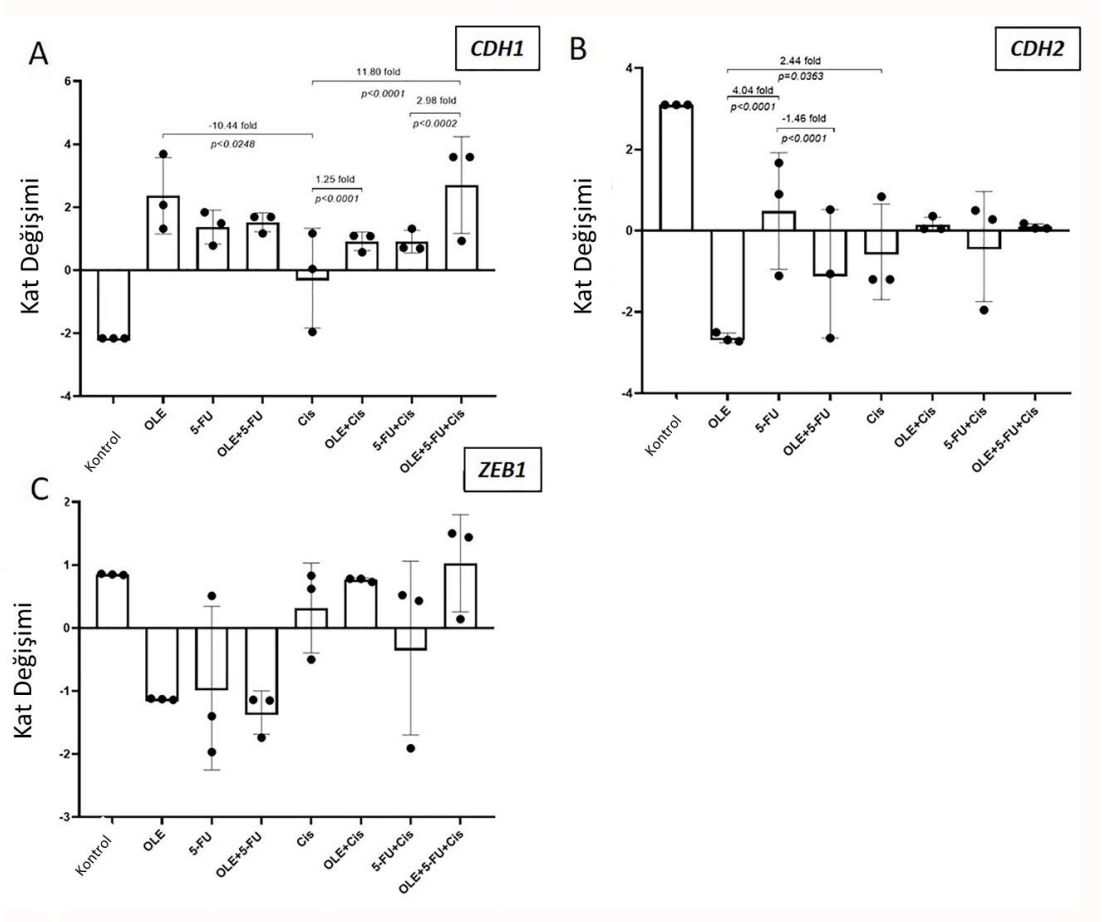 A
CDH1
Kat Değişimi
6
4
2
0
-2
-4
11.80 fold
p<0.0001
2.98 fold
p<0.0002
-10.44 fold
p<0.0248
1.25 fold
p<0.0001
Kontrol
OLE
5-FU
OLE+5-FU
Cis
OLE+Cis
5-FU+Cis
OLE+5-FU+Cis
B
CDH2
Kat Değişimi
4
2
0
-2
-4
2.44 fold
p=0.0363
4.04 fold
p<0.0001
-1.46 fold
p<0.0001
Kontrol
OLE
5-FU
OLE+5-FU
Cis
OLE+Cis
5-FU+Cis
OLE+5-FU+Cis
C
ZEB1
Kat Değişimi
2
1
0
-1
-2
-3
Kontrol
OLE
5-FU
OLE+5-FU
Cis
OLE+Cis
5-FU+Cis
OLE+5-FU+Cis